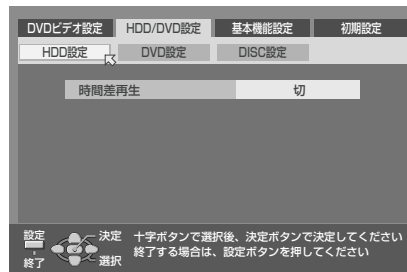 DVDビデオ設定 HDD/DVD設定 基本機能設定 初期設定
HDD設定 DVD設定 DISC設定
時間差再生 切
設定 決定 十字ボタンで選択後、決定ボタンで決定してください
終了 選択 終了する場合は、設定ボタンを押してください